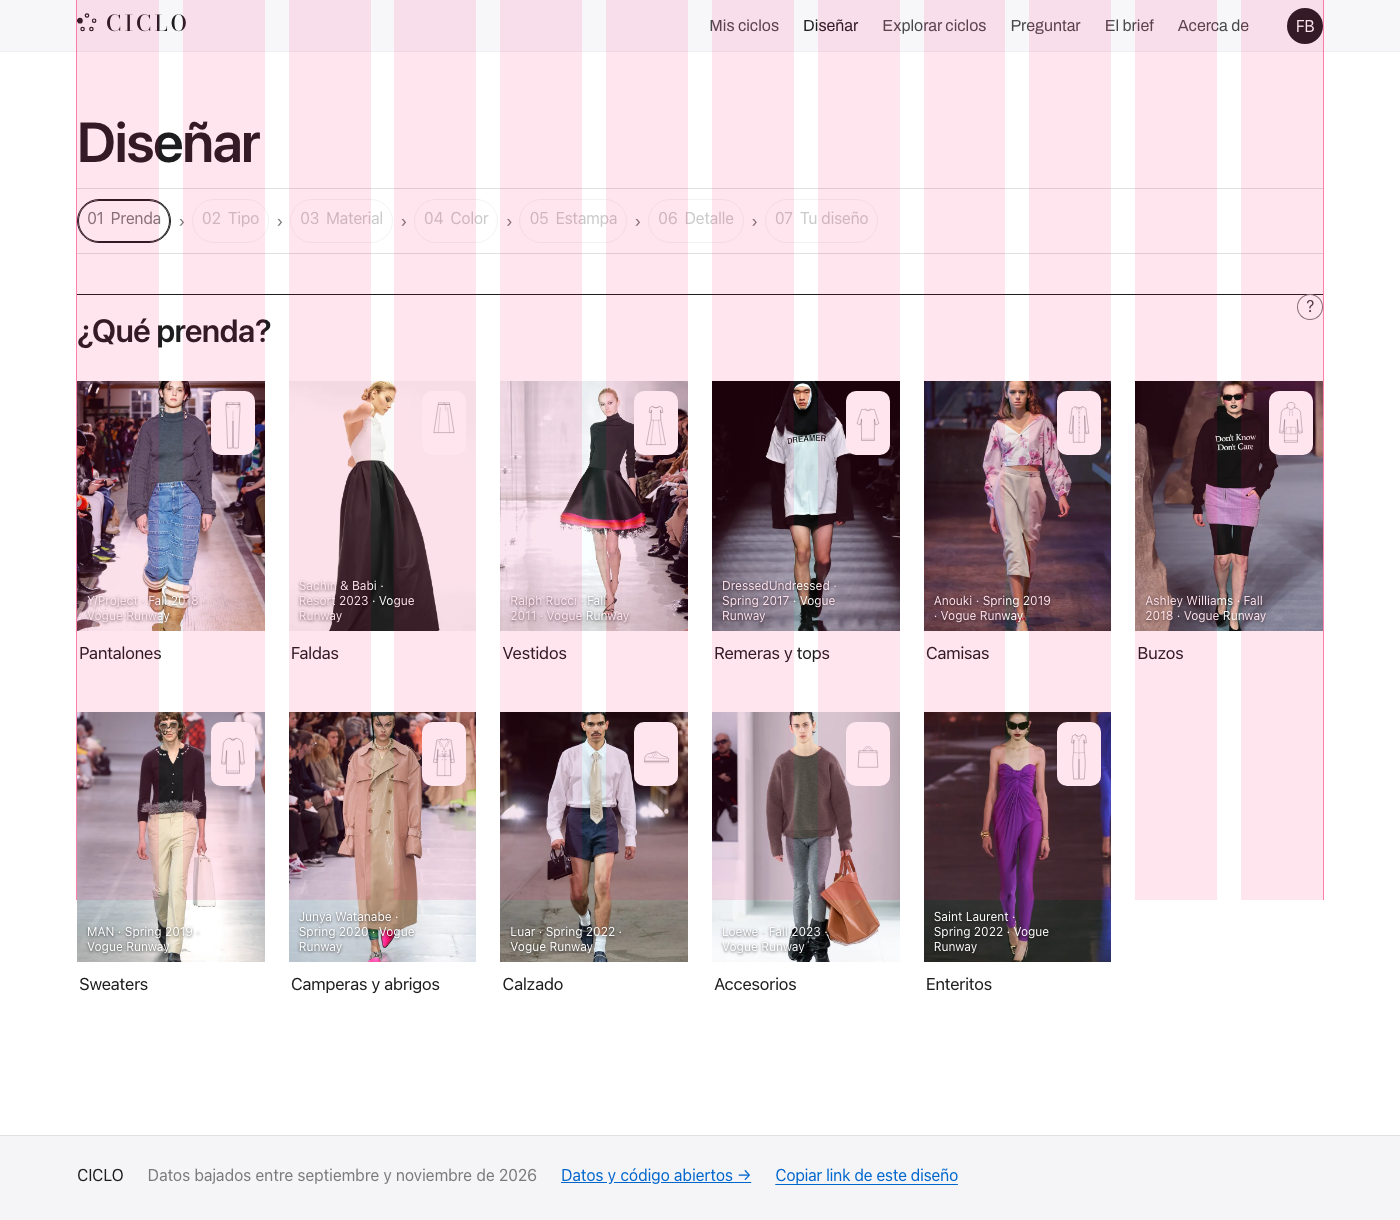 CICLO
Mis ciclos Diseñar Explorar ciclos Preguntar El brief Acerca de FB
Diseñar
01 Prenda › 02 Tipo › 03 Material › 04 Color › 05 Estampa › 06 Detalle › 07 Tu diseño
?
¿Qué prenda?
Y/Project · Fall 2018 ·
Vogue Runway
Pantalones
Sachin & Babi ·
Resort 2023 · Vogue
Runway
Faldas
Ralph Rucci · Fall
2011 · Vogue Runway
Vestidos
DREAMER
DressedUndressed ·
Spring 2017 · Vogue
Runway
Remeras y tops
Anouki · Spring 2019
· Vogue Runway
Camisas
Don't Know
Don't Care
Ashley Williams · Fall
2018 · Vogue Runway
Buzos
MAN · Spring 2019 ·
Vogue Runway
Sweaters
Junya Watanabe ·
Spring 2020 · Vogue
Runway
Camperas y abrigos
Luar · Spring 2022 ·
Vogue Runway
Calzado
Loewe · Fall 2023 ·
Vogue Runway
Accesorios
Saint Laurent ·
Spring 2022 · Vogue
Runway
Enteritos
CICLO Datos bajados entre septiembre y noviembre de 2026 Datos y código abiertos → Copiar link de este diseño